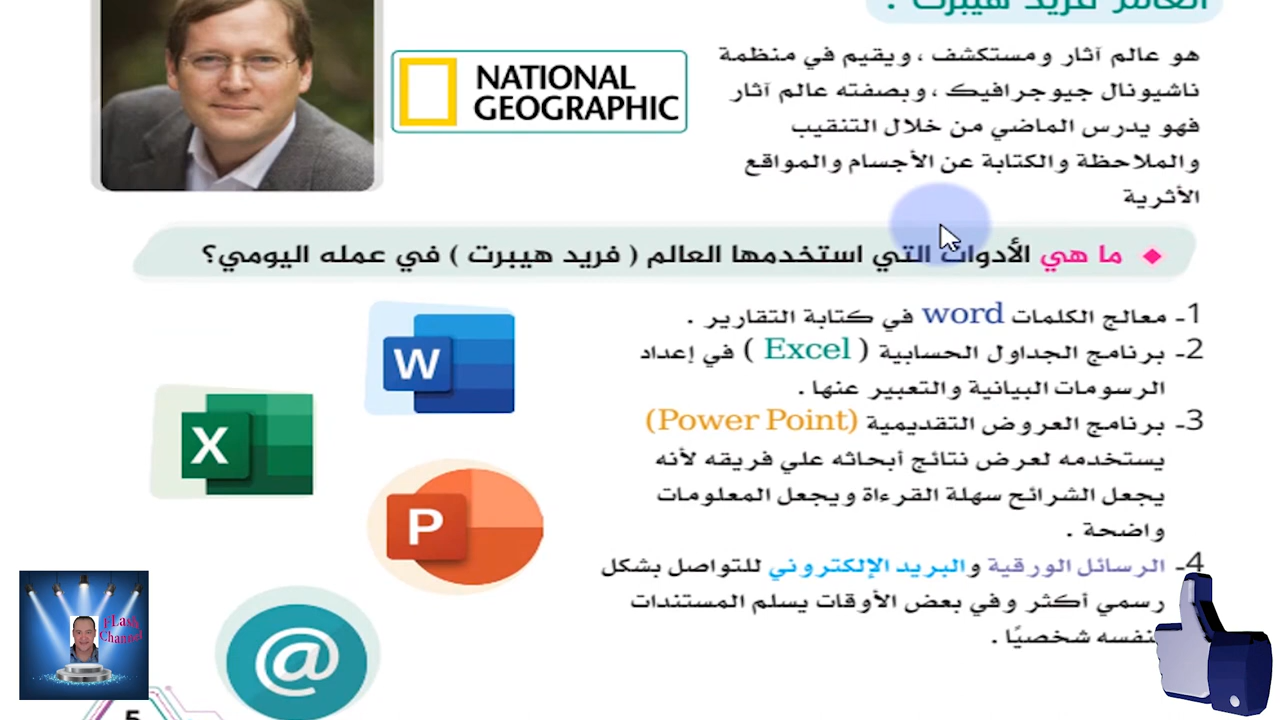 العالم فريد هيبرت :
هو عالم آثار ومستكشف ، ويقيم في منظمة
ناشيونال جيوجرافيك ، وبصفته عالم آثار
فهو يدرس الماضي من خلال التنقيب
والملاحظة والكتابة عن الأجسام والمواقع
الأثرية
NATIONAL
GEOGRAPHIC
ما هي الأدوات التي استخدمها العالم ( فريد هيبرت ) في عمله اليومي؟
1- معالج الكلمات word في كتابة التقارير .
2- برنامج الجداول الحسابية ( Excel ) في إعداد
الرسومات البيانية والتعبير عنها .
3- برنامج العروض التقديمية (Power Point)
يستخدمه لعرض نتائج أبحاثه علي فريقه لأنه
يجعل الشرائح سهلة القرءاة ويجعل المعلومات
واضحة .
4- الرسائل الورقية والبريد الإلكتروني للتواصل بشكل
رسمي أكثر وفي بعض الأوقات يسلم المستندات
بنفسه شخصيًا .
W
X
P
@
fLash
Channel
5